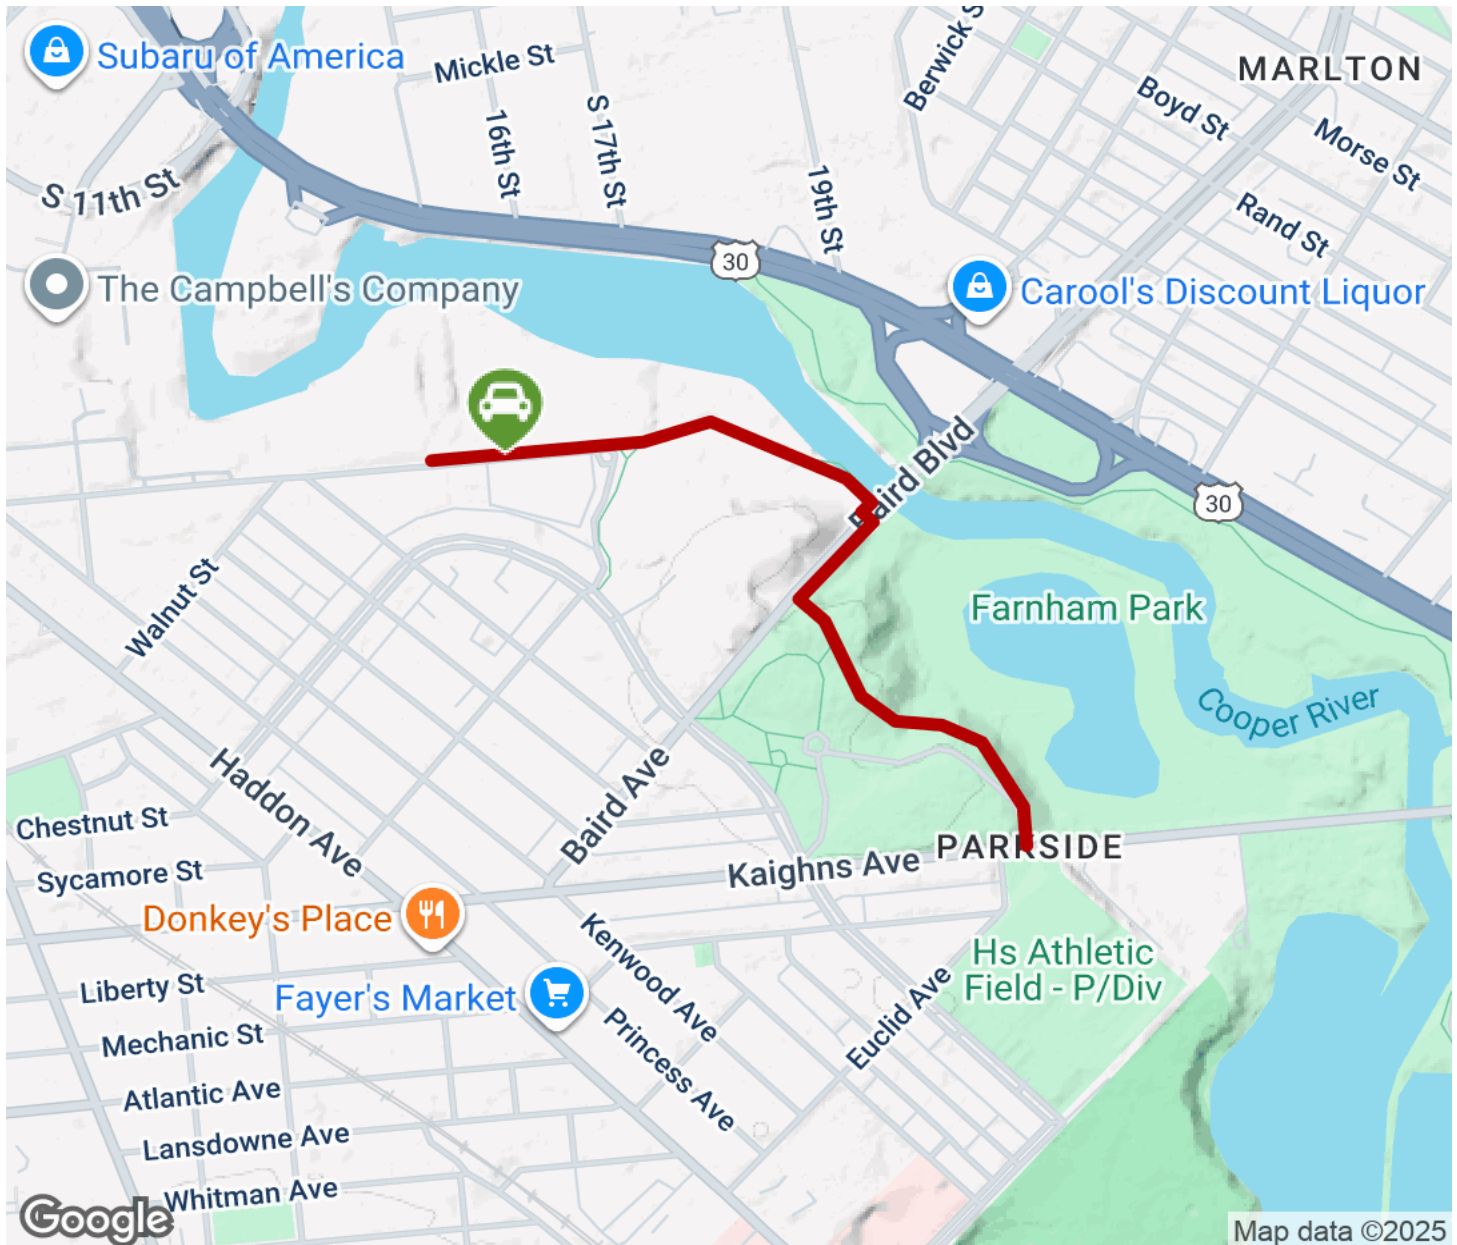 Subaru of America
Mickle St
Berwick S
MARLTON
Boyd St
Morse St
16th St
S 17th St
S 11th St
19th St
Rand St
30
The Campbell's Company
Carool's Discount Liquor
Baird Blvd
30
Walnut St
Farnham Park
Cooper River
Haddon Ave
Baird Ave
Chestnut St
PARKSIDE
Kaighns Ave
Sycamore St
Donkey's Place
Kenwood Ave
Hs Athletic
Field - P/Div
Liberty St
Fayer's Market
Euclid Ave
Mechanic St
Princess Ave
Atlantic Ave
Lansdowne Ave
Whitman Ave
Google
Map data ©2025